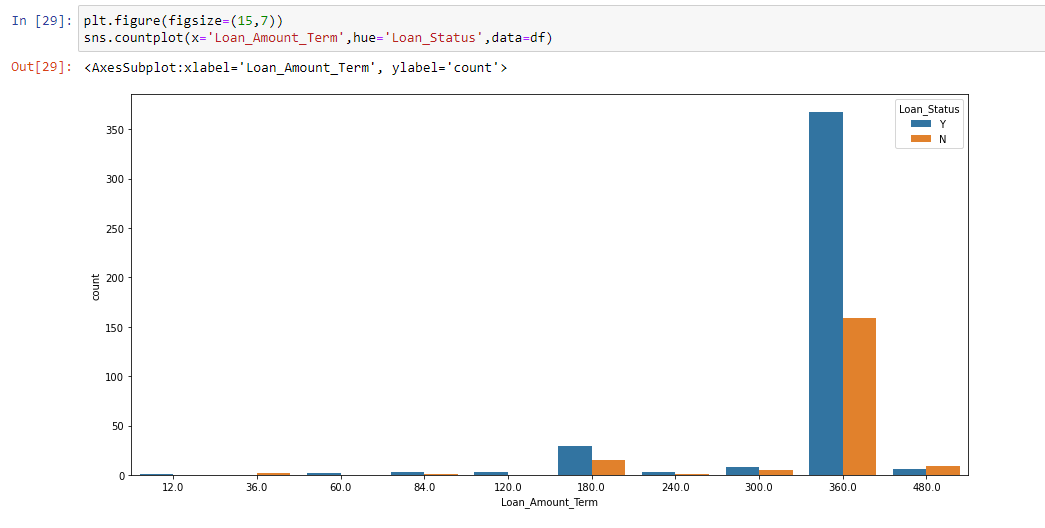 In [29]: plt.figure(figsize=(15,7))
sns.countplot(x='Loan_Amount_Term',hue='Loan_Status',data=df)
Out[29]: <AxesSubplot:xlabel='Loan_Amount_Term', ylabel='count'>
Loan_Status
Y
N
350
300
250
200
150
100
50
0
count
12.0 36.0 60.0 84.0 120.0 180.0 240.0 300.0 360.0 480.0
Loan_Amount_Term